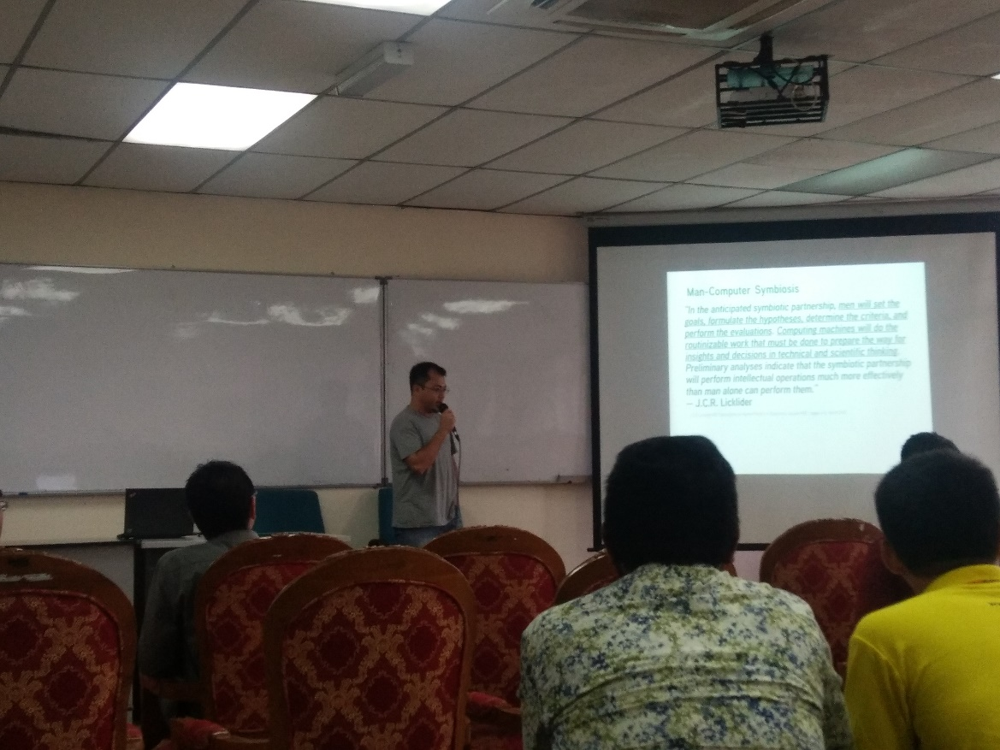 Man-Computer Symbiosis
"In the anticipated symbiotic partnership, men will set the
goals, formulate the hypotheses, determine the criteria, and
perform the evaluations. Computing machines will do the
routinizable work that must be done to prepare the way for
insights and decisions in technical and scientific thinking.
Preliminary analyses indicate that the symbiotic partnership
will perform intellectual operations much more effectively
than man alone can perform them."
— J.C.R. Licklider